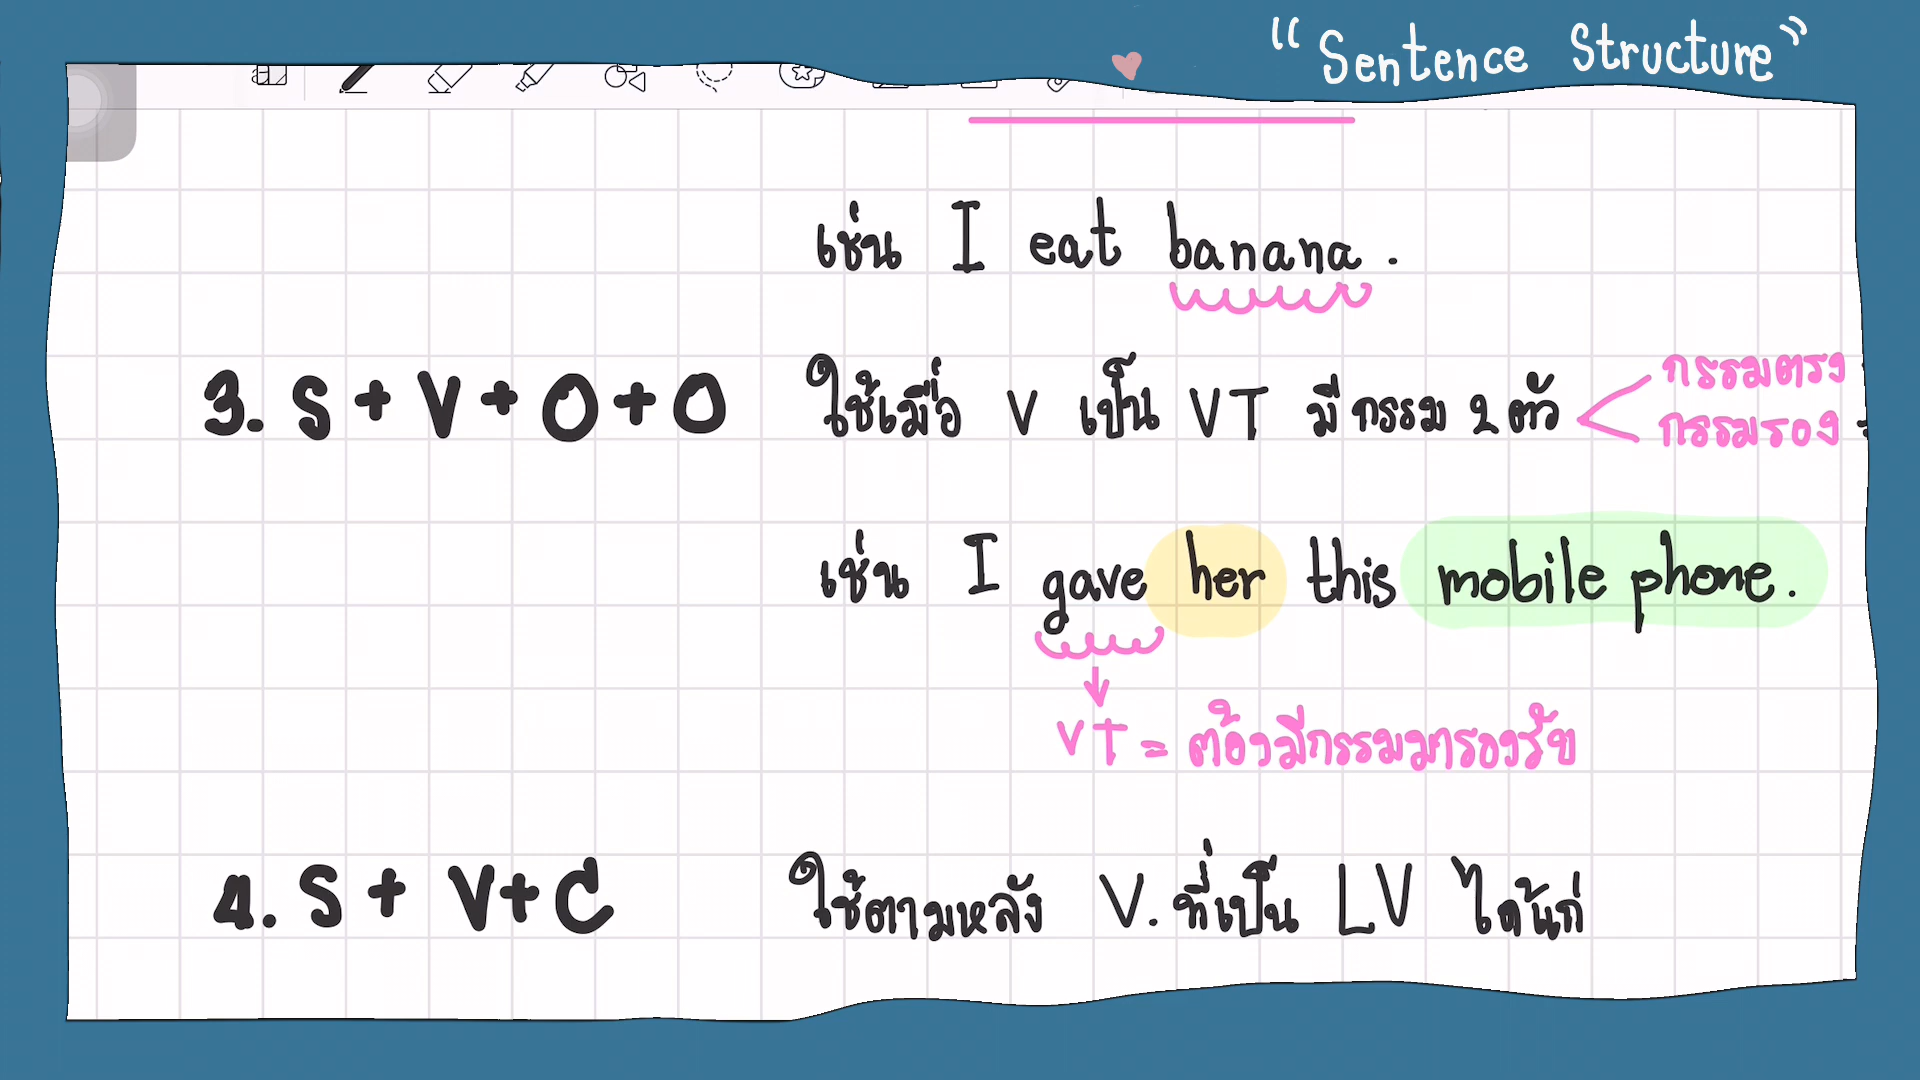 “Sentence Structure”
เช่น I eat banana.
3. S + V + O + O ใช้เมื่อ V เป็น VT มีกรรม 2 ตัว
กรรมตรง
กรรมรอง
เช่น I gave her this mobile phone.
VT = ต้องมีกรรมมารองรับ
4. S + V + C ใช้ตามหลัง V. ที่เป็น LV ได้แก่